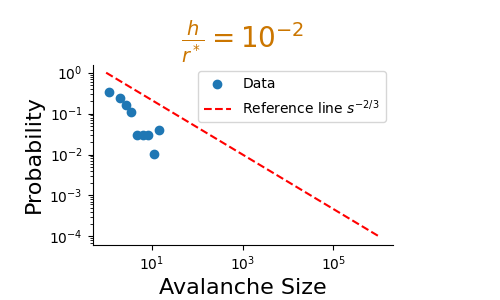 $\frac{h}{r^*} = 10^{-2}$
Data
Reference line $s^{-2/3}$
Probability
$10^0$
$10^{-1}$
$10^{-2}$
$10^{-3}$
$10^{-4}$
$10^1$ $10^3$ $10^5$
Avalanche Size